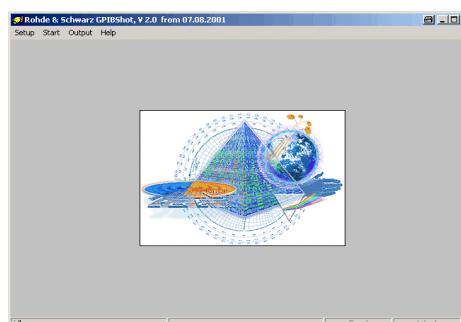 Rohde & Schwarz GPIBShot, V 2.0 from 07.08.2001
Setup Start Output Help